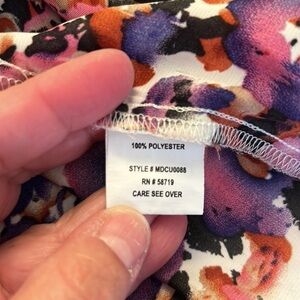 100% POLYESTER
STYLE # MDCU0088
RN # 58719
CARE SEE OVER